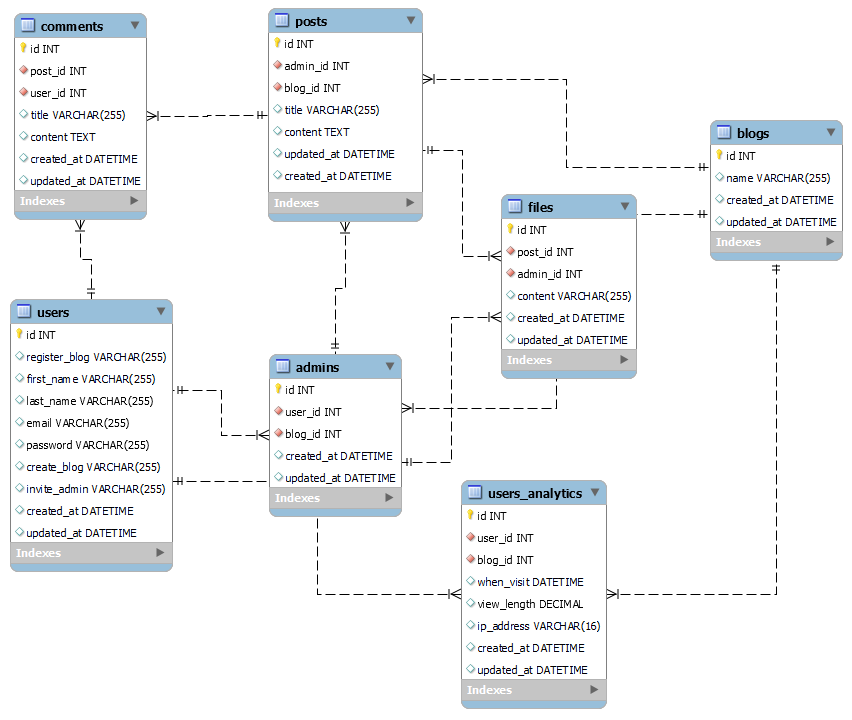 comments
id INT
post_id INT
user_id INT
title VARCHAR(255)
content TEXT
created_at DATETIME
updated_at DATETIME
Indexes
posts
id INT
admin_id INT
blog_id INT
title VARCHAR(255)
content TEXT
updated_at DATETIME
created_at DATETIME
Indexes
blogs
id INT
name VARCHAR(255)
created_at DATETIME
updated_at DATETIME
Indexes
files
id INT
post_id INT
admin_id INT
content VARCHAR(255)
created_at DATETIME
updated_at DATETIME
Indexes
users
id INT
register_blog VARCHAR(255)
first_name VARCHAR(255)
last_name VARCHAR(255)
email VARCHAR(255)
password VARCHAR(255)
create_blog VARCHAR(255)
invite_admin VARCHAR(255)
created_at DATETIME
updated_at DATETIME
Indexes
admins
id INT
user_id INT
blog_id INT
created_at DATETIME
updated_at DATETIME
Indexes
users_analytics
id INT
user_id INT
blog_id INT
when_visit DATETIME
view_length DECIMAL
ip_address VARCHAR(16)
created_at DATETIME
updated_at DATETIME
Indexes